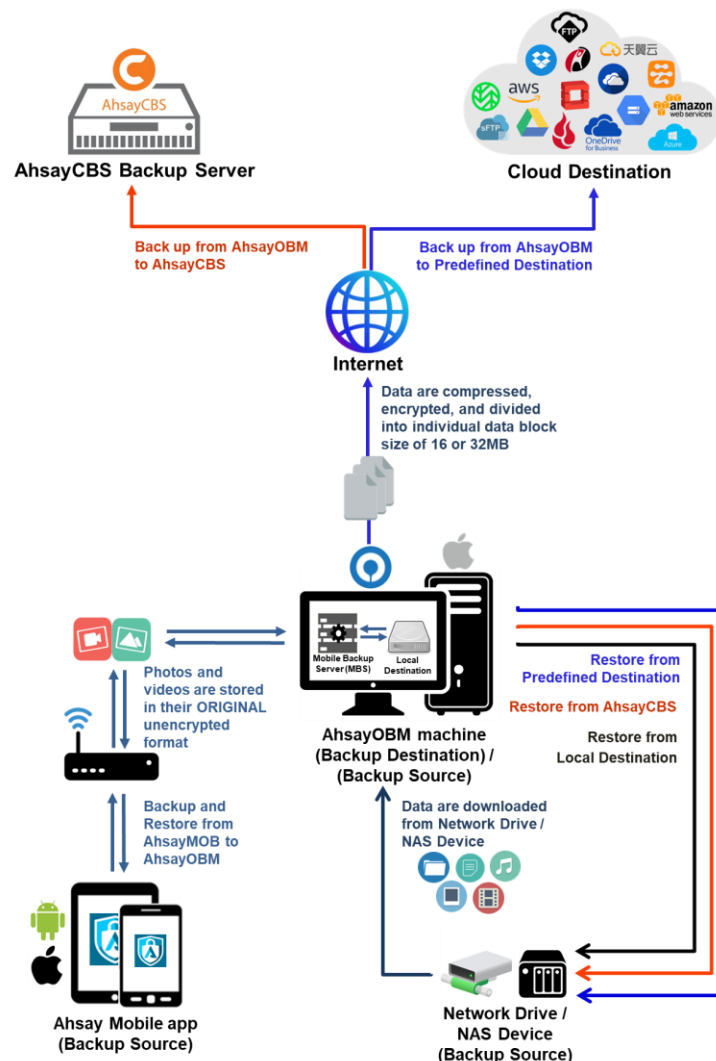 AhsayCBS
AhsayCBS Backup Server
FTP
天翼云
aws
amazon
web services
sFTP
OneDrive
for Business
Azure
Cloud Destination
Back up from AhsayOBM
to AhsayCBS
Back up from AhsayOBM
to Predefined Destination
Internet
Data are compressed,
encrypted, and divided
into individual data block
size of 16 or 32MB
Mobile Backup
Server (MBS)
Local
Destination
Photos and
videos are stored
in their ORIGINAL
unencrypted
format
AhsayOBM machine
(Backup Destination) /
(Backup Source)
Restore from
Predefined Destination
Restore from AhsayCBS
Restore from
Local Destination
Backup and
Restore from
AhsayMOB to
AhsayOBM
Data are downloaded
from Network Drive /
NAS Device
A
A
Ahsay Mobile app
(Backup Source)
Network Drive /
NAS Device
(Backup Source)